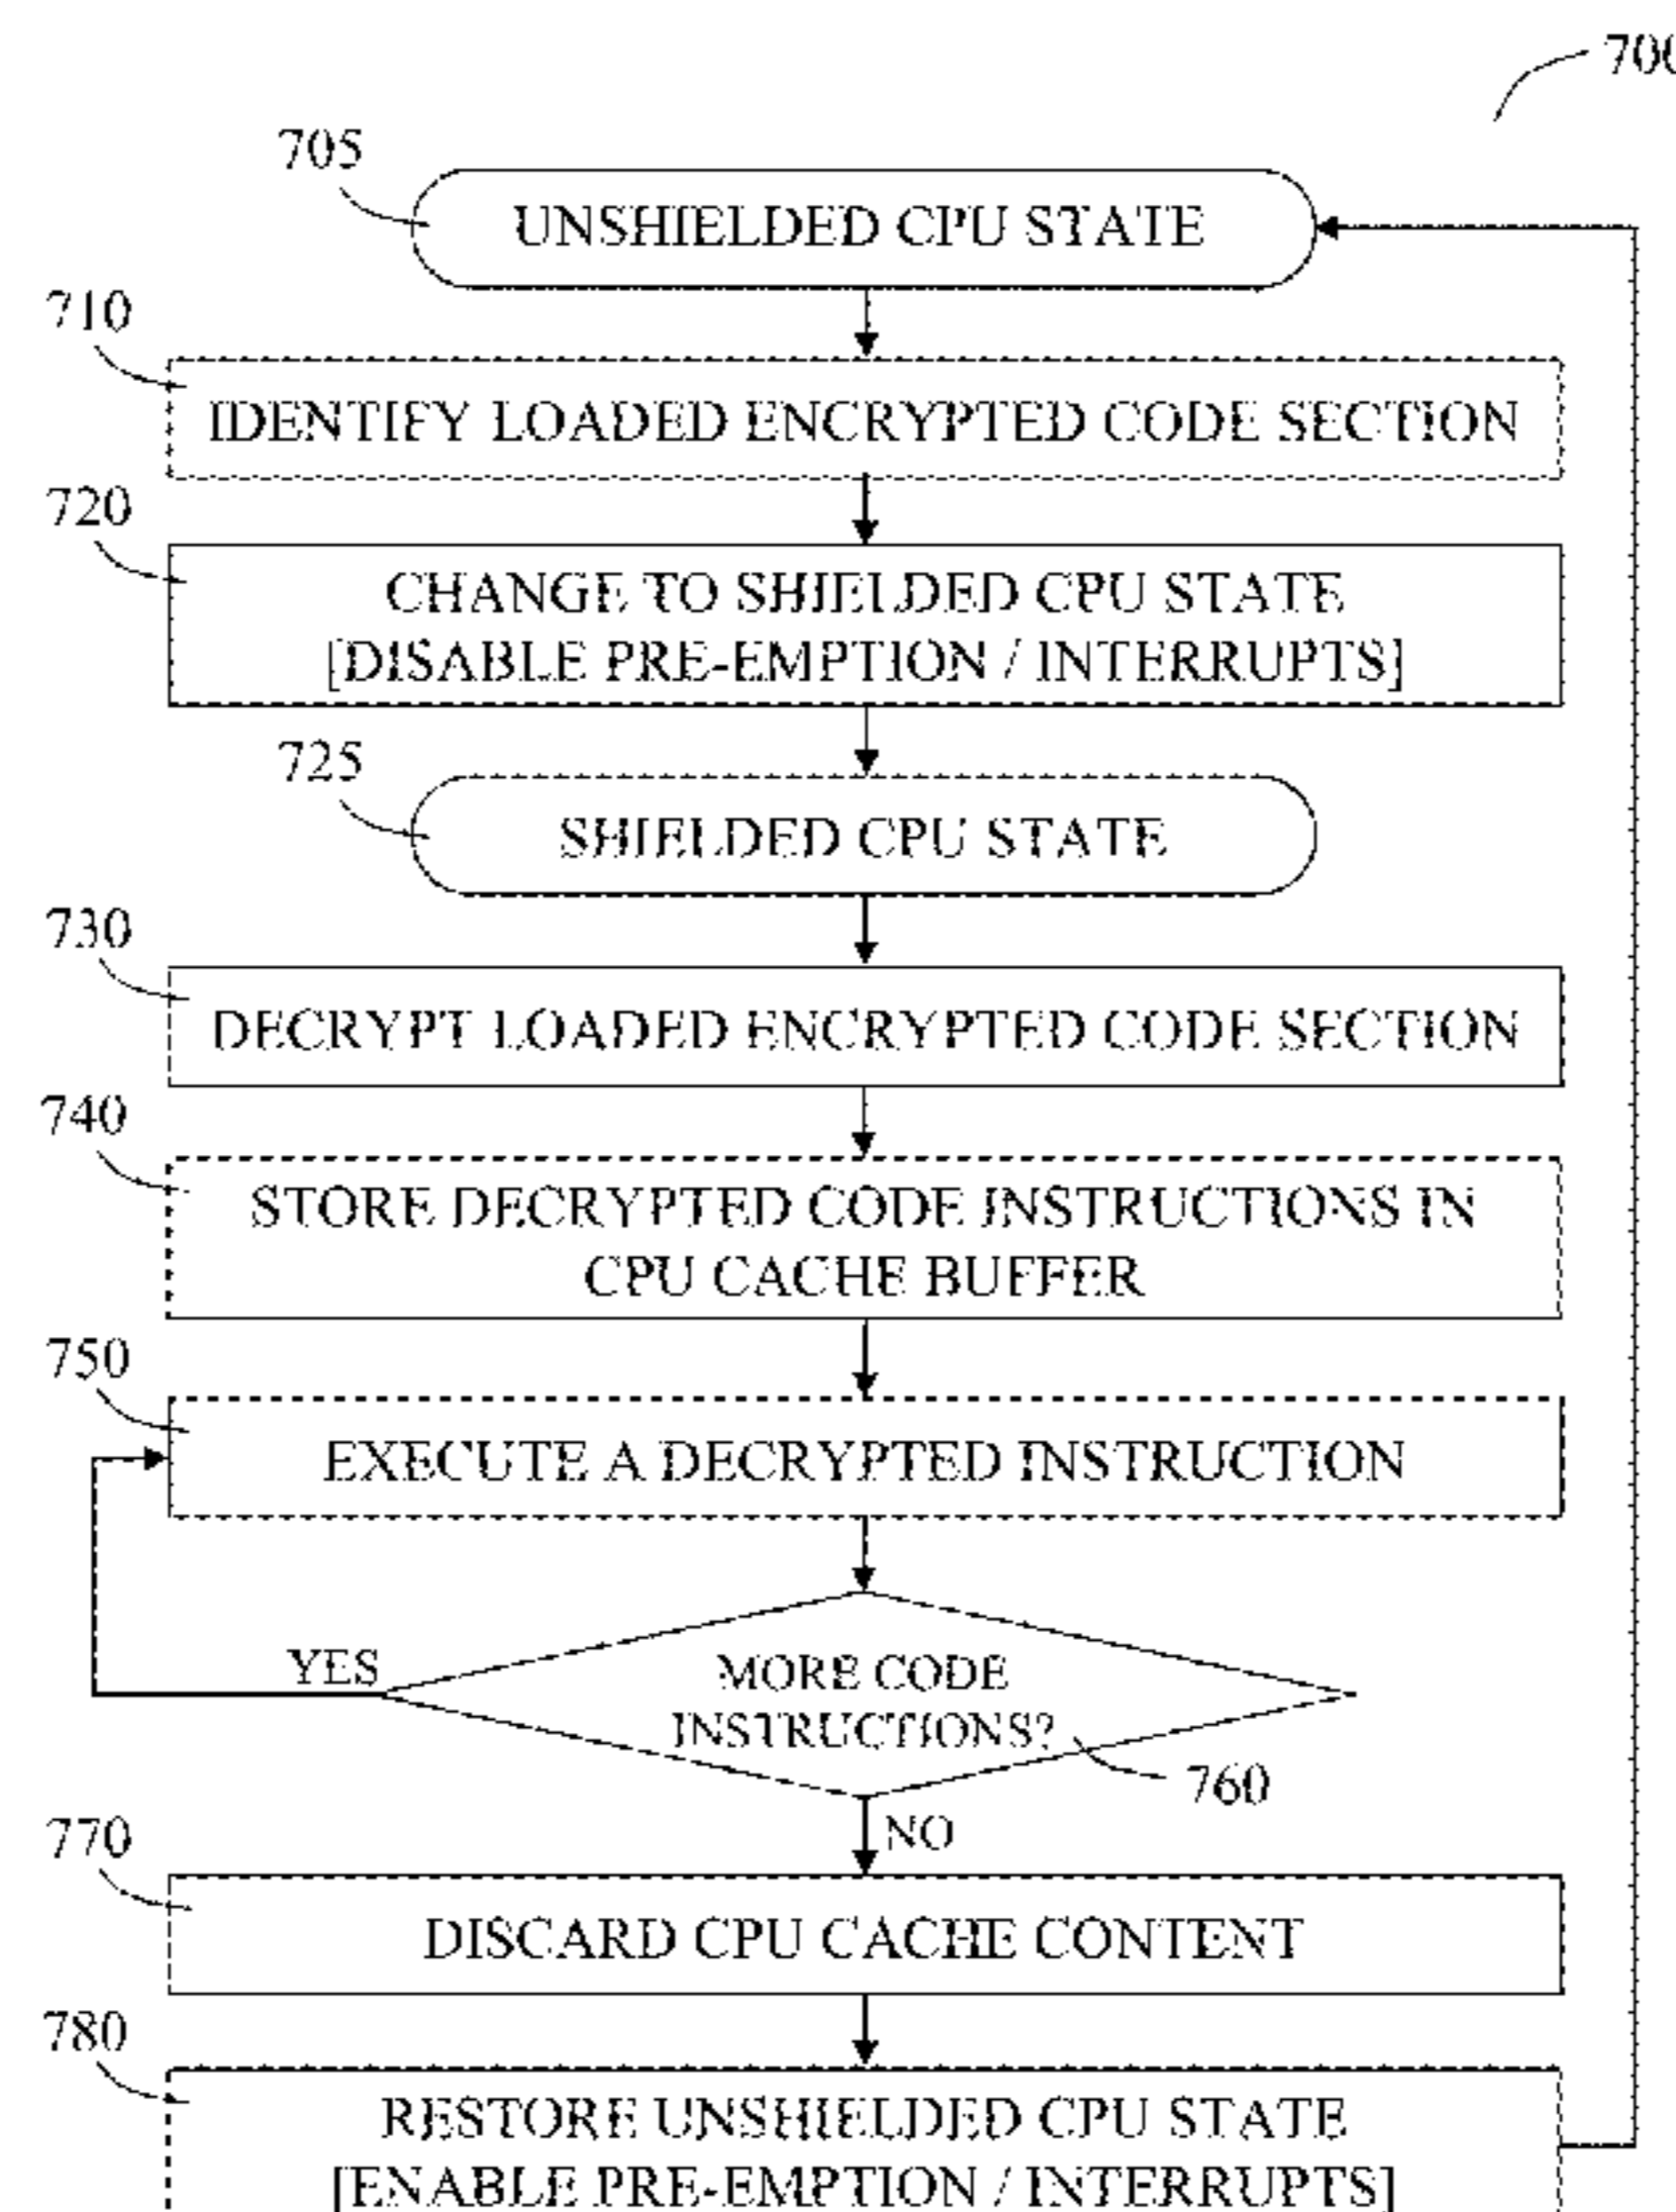 700
705
UNSHIELDED CPU STATE
710
IDENTIFY LOADED ENCRYPTED CODE SECTION
720
CHANGE TO SHIELDED CPU STATE
[DISABLE PRE-EMPTION / INTERRUPTS]
725
SHIELDED CPU STATE
730
DECRYPT LOADED ENCRYPTED CODE SECTION
740
STORE DECRYPTED CODE INSTRUCTIONS IN
CPU CACHE BUFFER
750
EXECUTE A DECRYPTED INSTRUCTION
YES
MORE CODE
INSTRUCTIONS?
760
NO
770
DISCARD CPU CACHE CONTENT
780
RESTORE UNSHIELDED CPU STATE
[ENABLE PRE-EMPTION / INTERRUPTS]